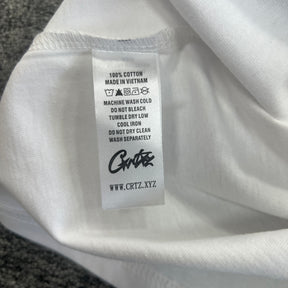 100% COTTON
MADE IN VIETNAM
MACHINE WASH COLD
DO NOT BLEACH
TUMBLE DRY LOW
COOL IRON
DO NOT DRY CLEAN
WASH SEPARATELY
Crtz
WWW.CRTZ.XYZ